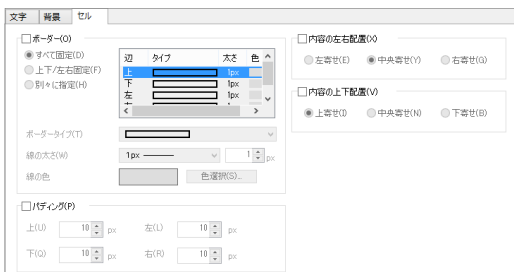 文字 背景 セル
ボーダー(O)
すべて固定(D)
上下/左右固定(F)
別々に指定(H)
辺 タイプ 太さ 色
上 1px
下 1px
左 1px
ボーダータイプ(T)
線の太さ(W) 1px 1 px
線の色 色選択(S)...
パディング(G)
上(U) 10 px 左(L) 10 px
下(Q) 10 px 右(R) 10 px
内容の左右配置(X)
左寄せ(E) 中央寄せ(Y) 右寄せ(G)
内容の上下配置(V)
上寄せ(I) 中央寄せ(N) 下寄せ(B)